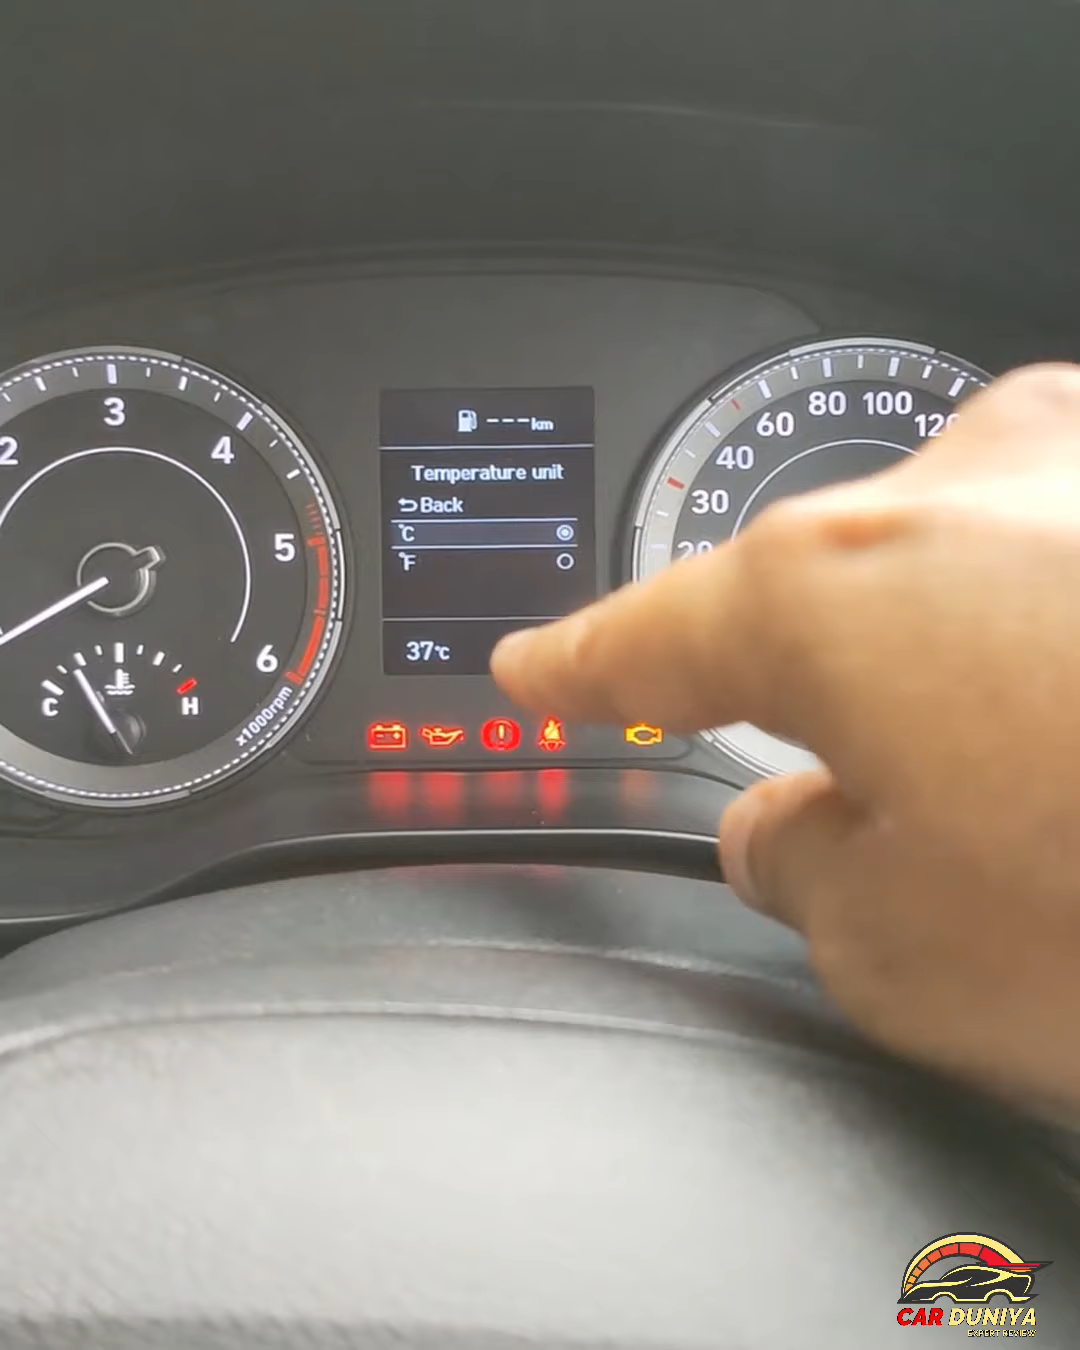 2
3
4
5
6
x1000rpm
C
H
---km
Temperature unit
Back
℃
℉
37℃
20
30
40
60
80
100
120
CAR DUNIYA
EXPERT REVIEW